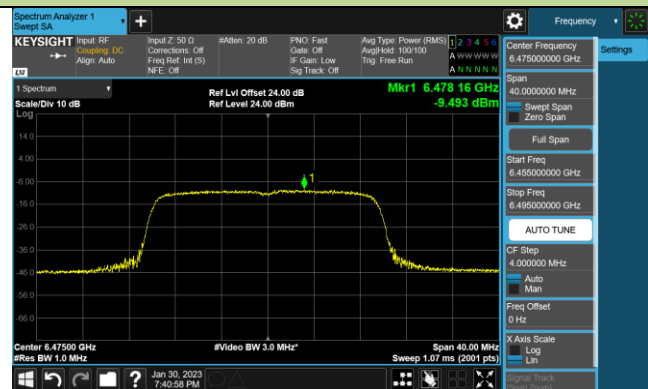 Spectrum Analyzer 1
Swept SA
Frequency
KEYSIGHT
Input: RF
Coupling: DC
Align: Auto
Input Z: 50 Ω
Corrections: Off
Freq Ref: Int (S)
NFE: Off
#Atten: 20 dB
PNO: Fast
Gate: Off
IF Gain: Low
Sig Track: Off
Avg Type: Power (RMS)
Avg|Hold: 100/100
Trig: Free Run
1 2 3 4 5 6
A W W W W W
A N N N N N
LXI
1 Spectrum
Scale/Div 10 dB
Log
Ref Lvl Offset 24.00 dB
Ref Level 24.00 dBm
Mkr1 6.478 16 GHz
-9.493 dBm
14.0
4.00
-6.00
-16.0
-26.0
-36.0
-46.0
-56.0
-66.0
1
Center 6.47500 GHz
#Res BW 1.0 MHz
#Video BW 3.0 MHz*
Span 40.00 MHz
Sweep 1.07 ms (2001 pts)
Center Frequency
6.475000000 GHz
Settings
Span
40.0000000 MHz
Swept Span
Zero Span
Full Span
Start Freq
6.455000000 GHz
Stop Freq
6.495000000 GHz
AUTO TUNE
CF Step
4.000000 MHz
Auto
Man
Freq Offset
0 Hz
X Axis Scale
Log
Lin
Signal Track
(Span Zoom)
?
Jan 30, 2023
7:40:58 PM